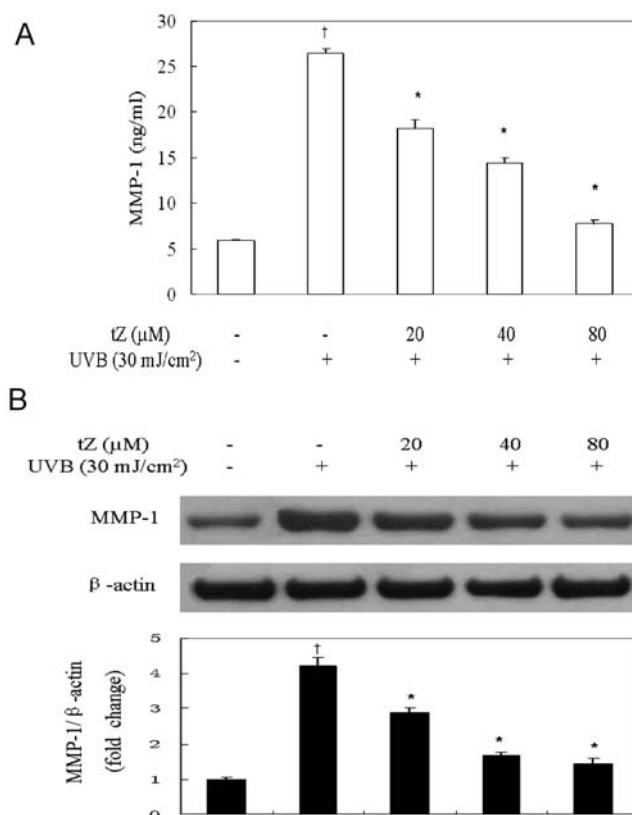 A
30
25
20
15
10
5
0
MMP-1 (ng/ml)
†
*
*
*
tZ (μM) - - 20 40 80
UVB (30 mJ/cm²) - + + + +
B
tZ (μM) - - 20 40 80
UVB (30 mJ/cm²) - + + + +
MMP-1
β-actin
5
4
3
2
1
0
MMP-1/β-actin
(fold change)
†
*
*
*